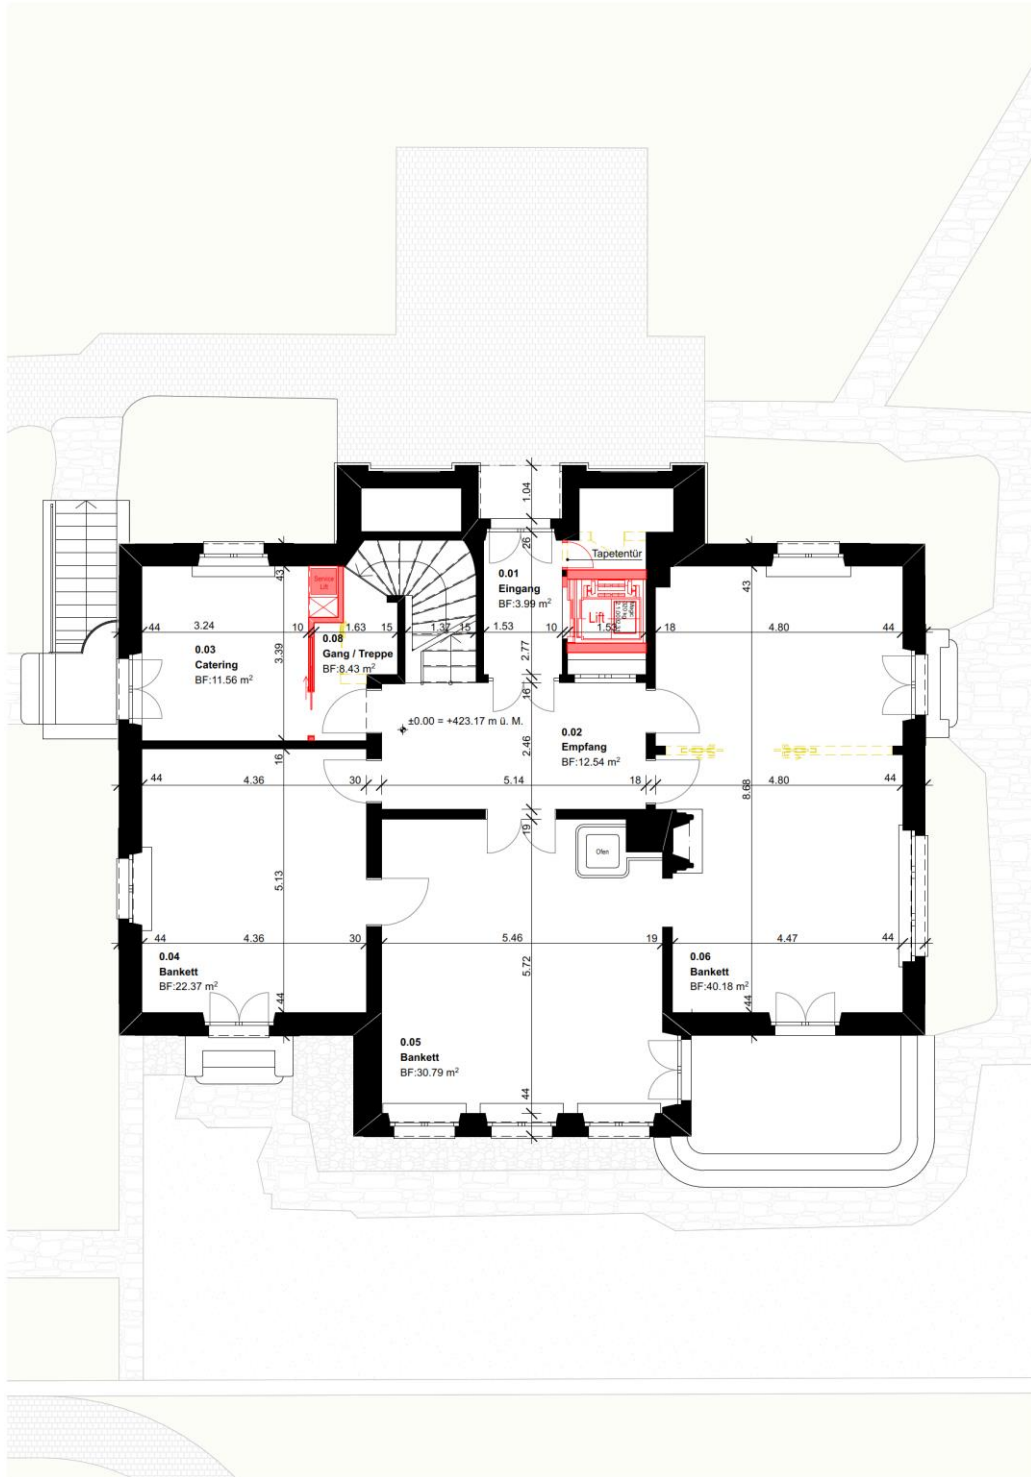 1.04
26
Tapetentür
0.01
Eingang
BF:3.99 m²
Service
Lift
Lift
43
43
44
3.24
10
1.63
15
1.37
15
1.53
10
1.53
18
4.80
44
0.03
Catering
BF:11.56 m²
3.39
0.08
Gang / Treppe
BF:8.43 m²
2.77
16
±0.00 = +423.17 m ü. M.
0.02
Empfang
BF:12.54 m²
2.46
16
44
4.36
30
5.14
18
4.80
44
8.68
19
Ofen
5.13
44
4.36
30
5.46
19
4.47
44
5.72
0.04
Bankett
BF:22.37 m²
0.06
Bankett
BF:40.18 m²
44
44
0.05
Bankett
BF:30.79 m²
44